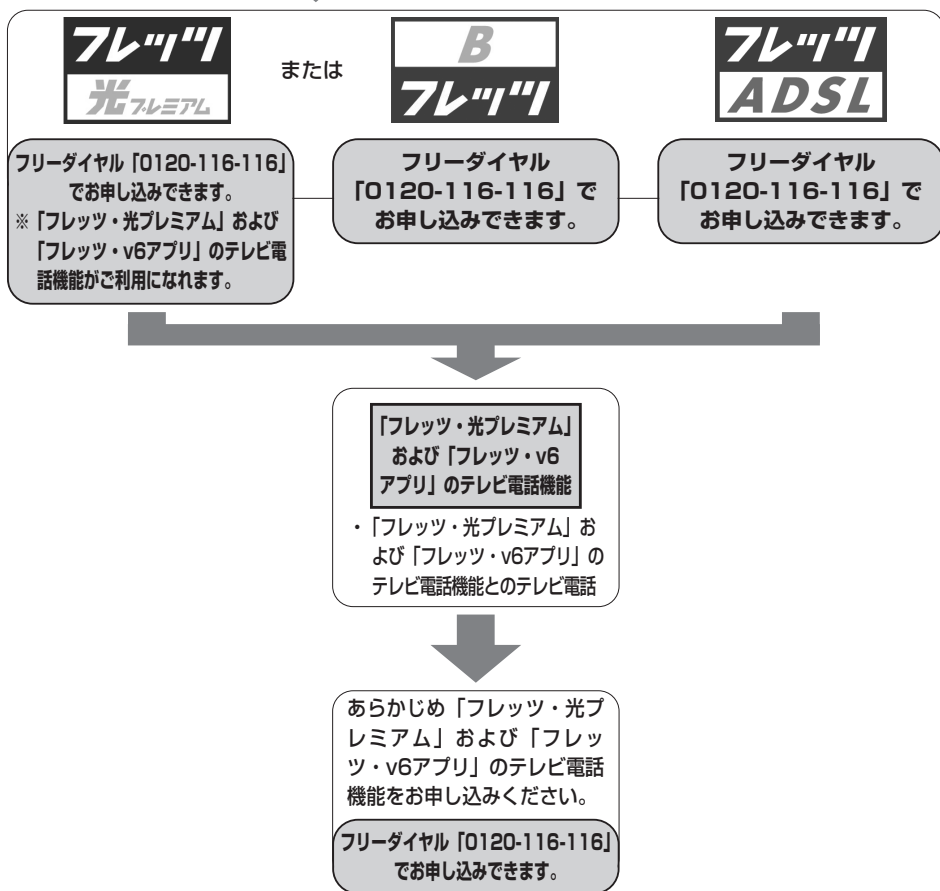 フレッツ
光プレミアム
または
B
フレッツ
フレッツ
ADSL
フリーダイヤル「0120-116-116」
でお申し込みできます。
※「フレッツ・光プレミアム」および
「フレッツ・v6アプリ」のテレビ電
話機能がご利用になれます。
フリーダイヤル
「0120-116-116」で
お申し込みできます。
フリーダイヤル
「0120-116-116」で
お申し込みできます。
「フレッツ・光プレミアム」
および「フレッツ・v6
アプリ」のテレビ電話機能
・「フレッツ・光プレミアム」お
よび「フレッツ・v6アプリ」の
テレビ電話機能とのテレビ電話
あらかじめ「フレッツ・光プ
レミアム」および「フレッ
ツ・v6アプリ」のテレビ電話
機能をお申し込みください。
フリーダイヤル「0120-116-116」
でお申し込みできます。